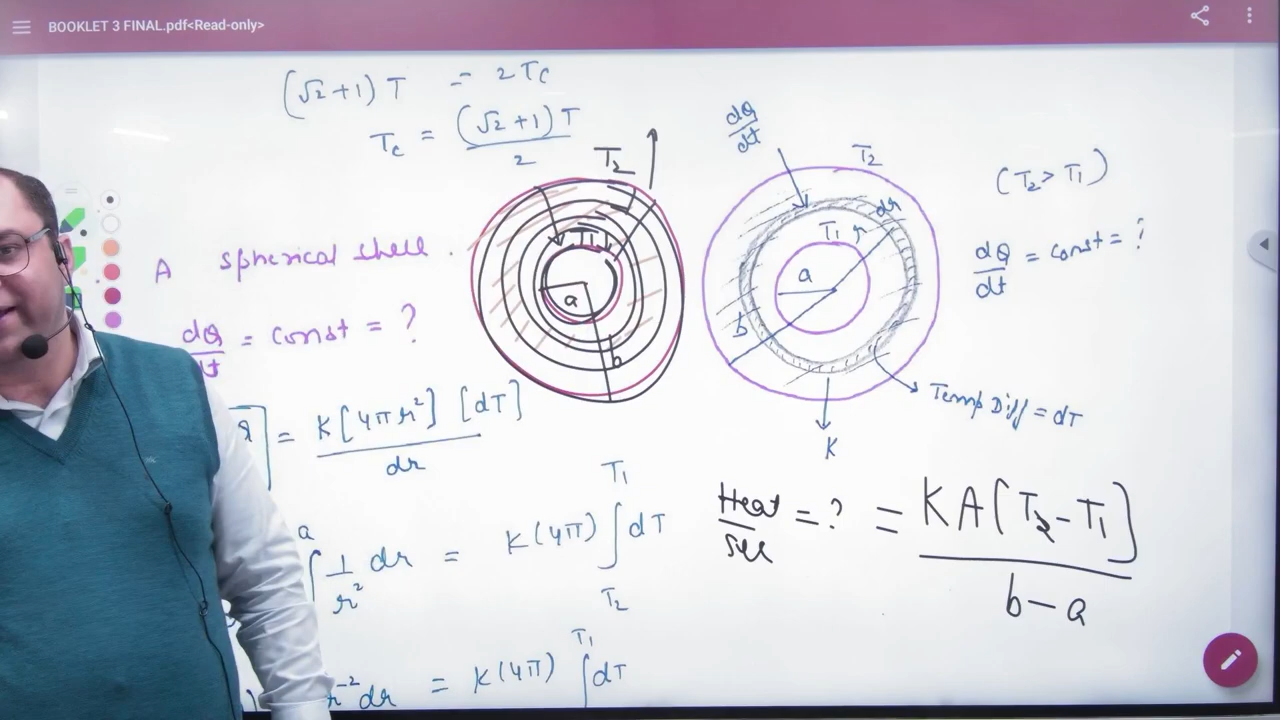 BOOKLET 3 FINAL.pdf<Read-only>
(√2+1) T = 2Tc
Tc = (√2+1) T / 2
A spherical shell.
dQ/dt = const = ?
T2
T1
a
b
dQ/dt
T2
dr
T1
r
a
b
K
(T2 > T1)
dQ/dt = const = ?
Temp Diff = dT
= K[4πr²] [dT] / dr
a
∫ 1/r² dr = K(4π) ∫ dT
T1
T2
Heat/sec = ? = KA(T2-T1) / b-a
r⁻² dr = K(4π) ∫ dT
T1